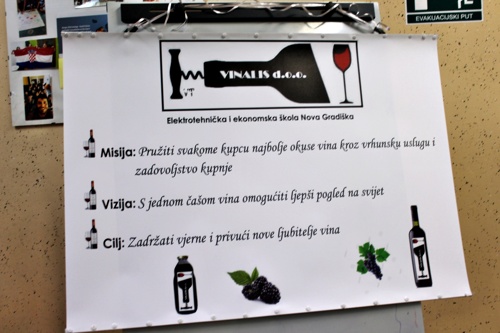 EVAKUACIJSKI PUT
VINALIS d.o.o.
Elektrotehnička i ekonomska škola Nova Gradiška
Misija: Pružiti svakome kupcu najbolje okuse vina kroz vrhunsku uslugu i
zadovoljstvo kupnje
Vizija: S jednom čašom vina omogućiti ljepši pogled na svijet
Cilj: Zadržati vjerne i privući nove ljubitelje vina